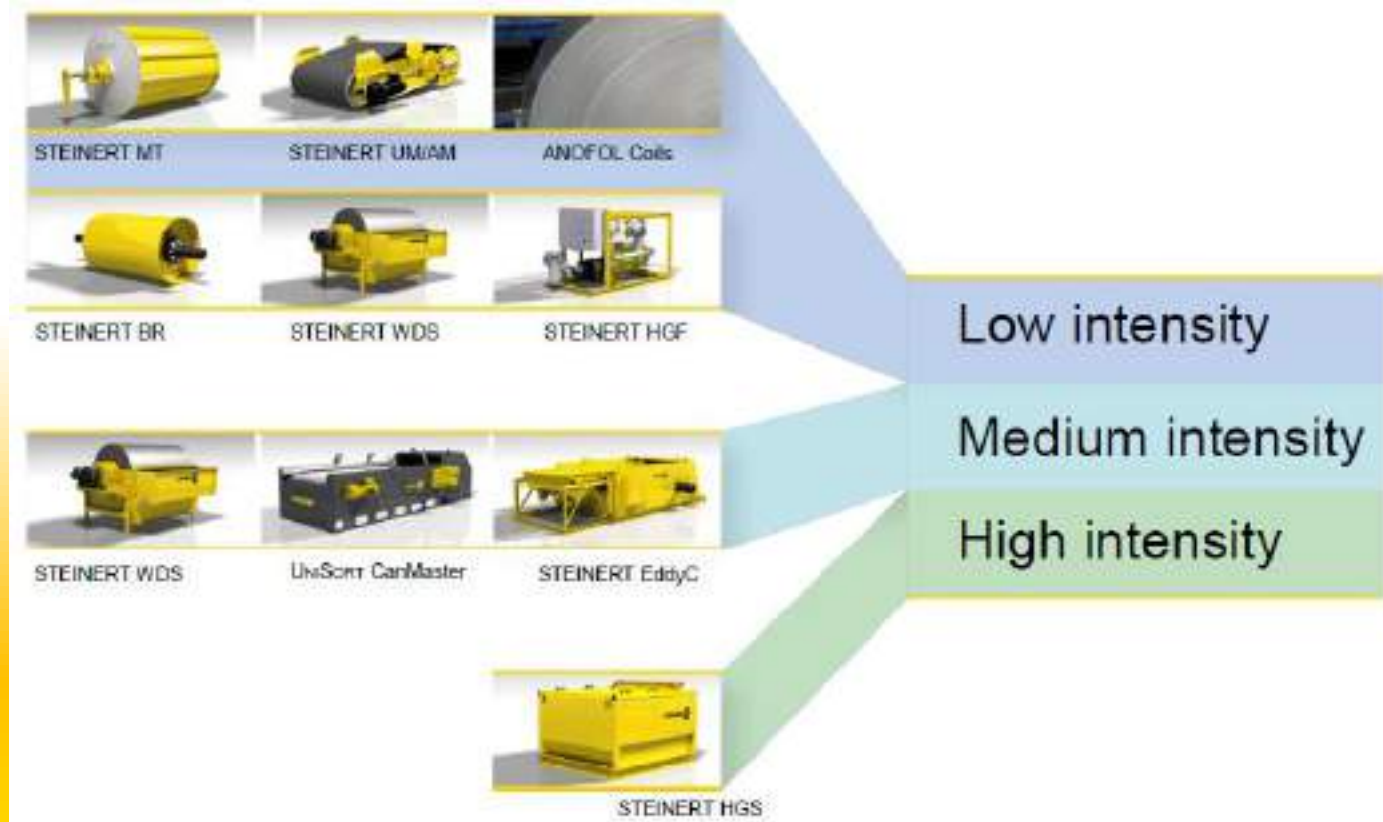 STEINERT MT
STEINERT UM/AM
ANOFOL Coils
STEINERT BR
STEINERT WDS
STEINERT HGF
STEINERT WDS
UNISORT CanMaster
STEINERT EddyC
STEINERT HGS
Low intensity
Medium intensity
High intensity